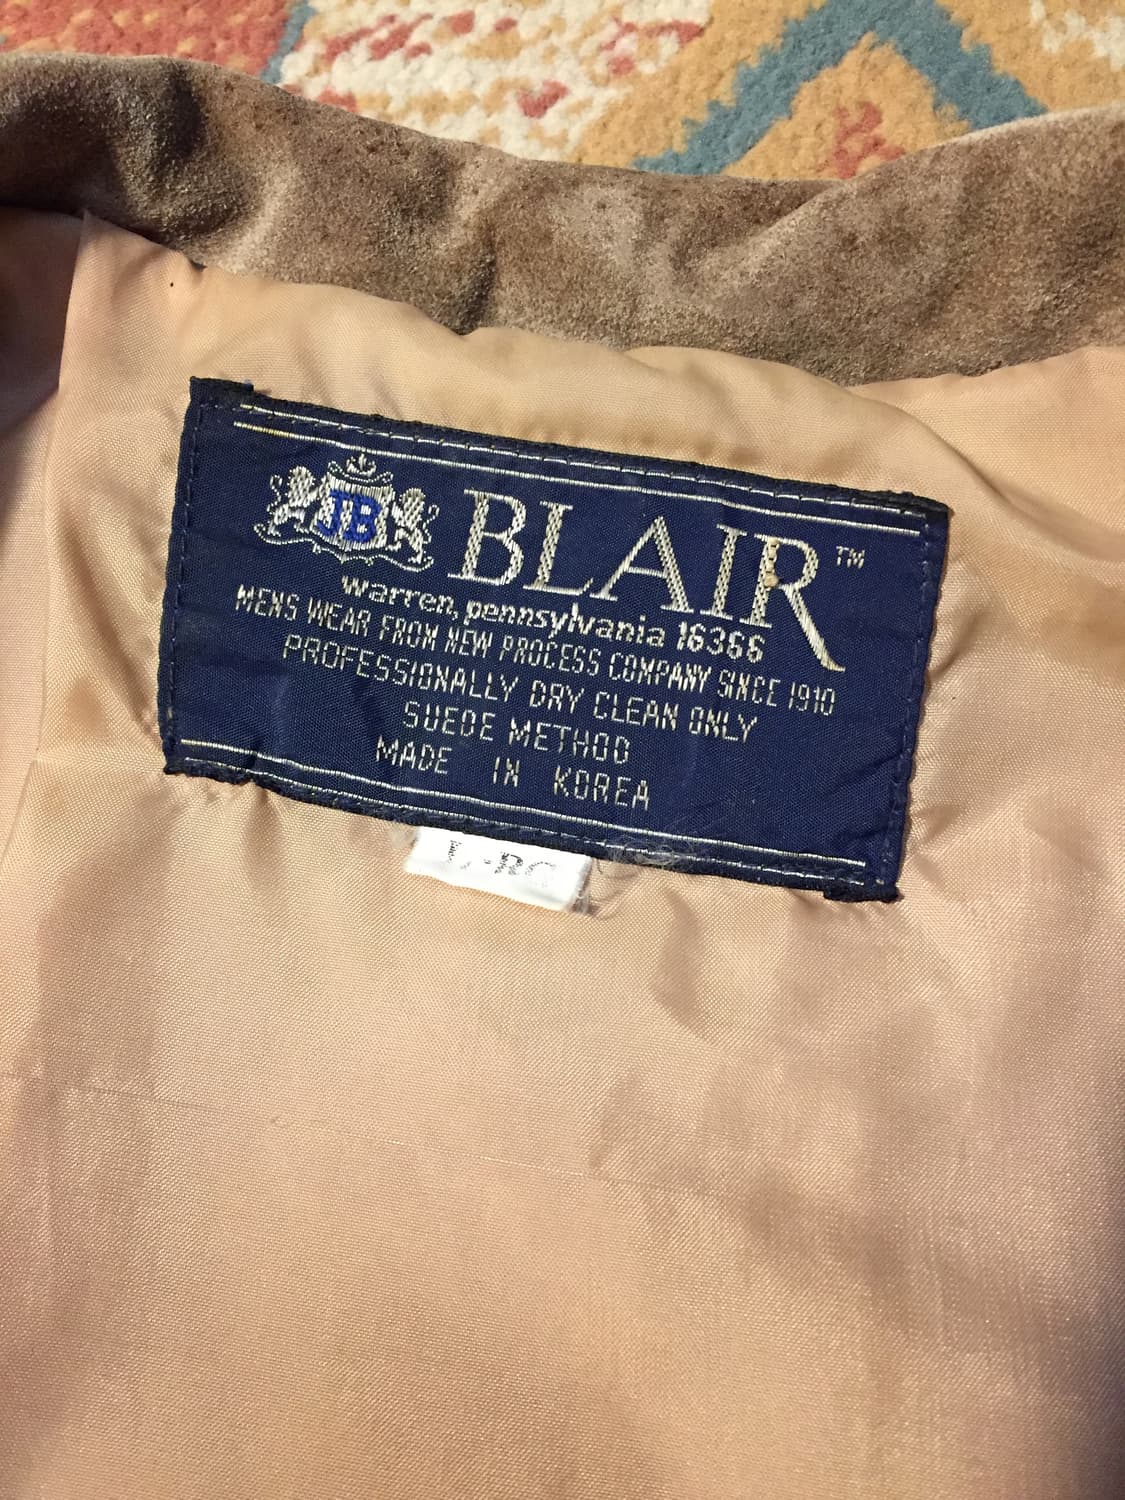 JB BLAIR™
warren, pennsylvania 16366
MENS WEAR FROM NEW PROCESS COMPANY SINCE 1910
PROFESSIONALLY DRY CLEAN ONLY
SUEDE METHOD
MADE IN KOREA